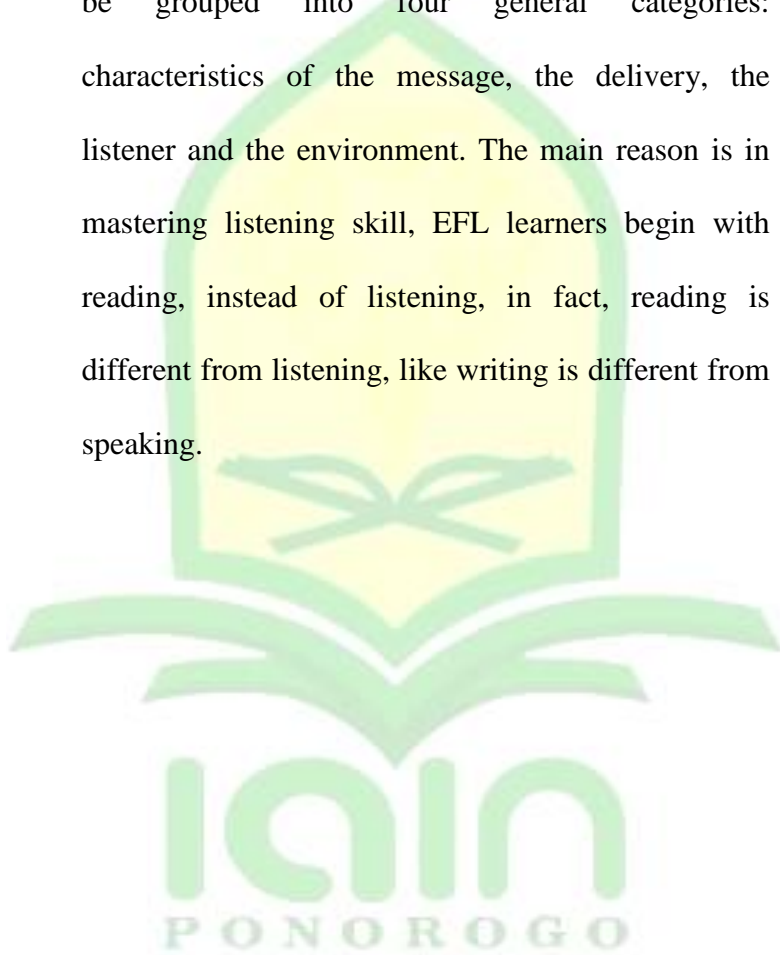 be grouped into four general categories:
characteristics of the message, the delivery, the
listener and the environment. The main reason is in
mastering listening skill, EFL learners begin with
reading, instead of listening, in fact, reading is
different from listening, like writing is different from
speaking.
iain
PONOROGO